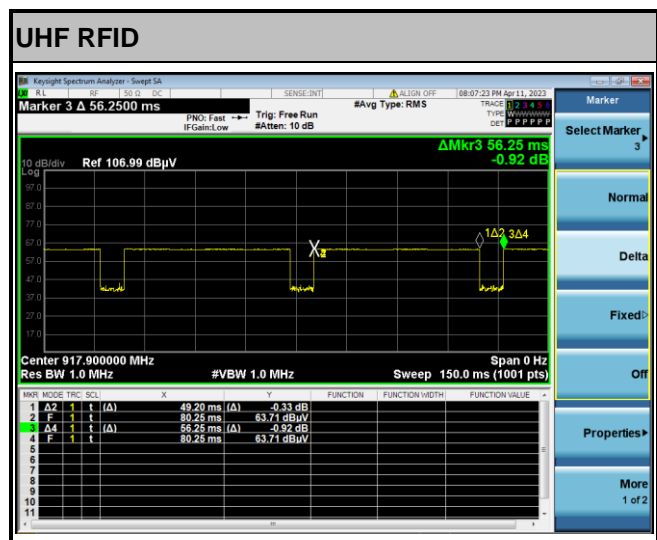 UHF RFID
Keysight Spectrum Analyzer - Swept SA
RL RF 50 Ω DC SENSE:INT ALIGN OFF 08:07:23 PM Apr 11, 2023
Marker 3 Δ 56.2500 ms
PNO: Fast Trig: Free Run #Avg Type: RMS TRACE 1 2 3 4 5 6
IFGain:Low #Atten: 10 dB TYPE WWWWWW
DET P P P P P P
ΔMkr3 56.25 ms
-0.92 dB
10 dB/div Ref 106.99 dBµV
Log
97.0
87.0
77.0
67.0
57.0
47.0
37.0
27.0
17.0
1Δ2 3Δ4
X
Center 917.900000 MHz Span 0 Hz
Res BW 1.0 MHz #VBW 1.0 MHz Sweep 150.0 ms (1001 pts)
MKR MODE TRC SCL X Y FUNCTION FUNCTION WIDTH FUNCTION VALUE
1 Δ2 1 t (Δ) 49.20 ms (Δ) -0.33 dB
2 F 1 t 80.25 ms 63.71 dBµV
3 Δ4 1 t (Δ) 56.25 ms (Δ) -0.92 dB
4 F 1 t 80.25 ms 63.71 dBµV
5
6
7
8
9
10
11
Marker
Select Marker
3
Normal
Delta
Fixed
Off
Properties
More
1 of 2